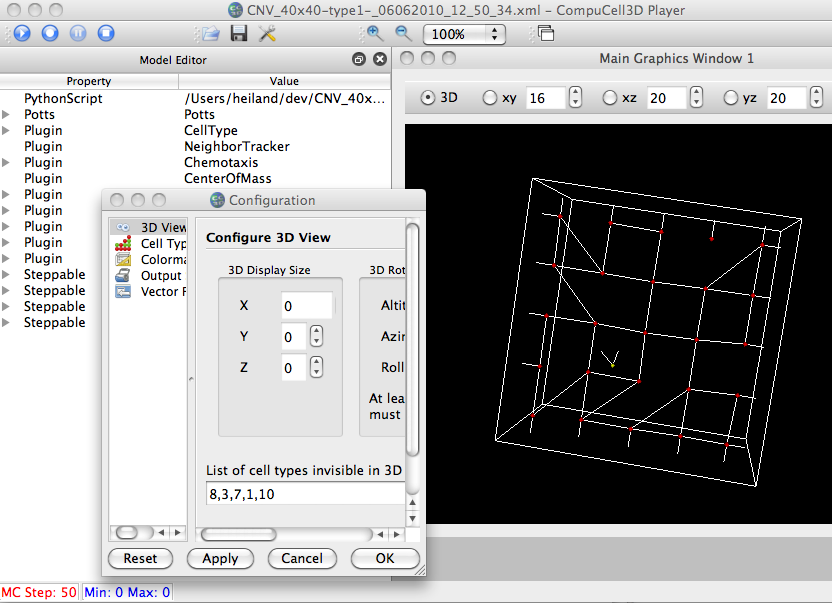 CNV_40x40-type1-_06062010_12_50_34.xml – CompuCell3D Player
100%
Model Editor
Main Graphics Window 1
Property Value
3D xy 16 xz 20 yz 20
PythonScript /Users/heiland/dev/CNV_40x...
Potts Potts
Plugin CellType
Plugin NeighborTracker
Plugin Chemotaxis
Plugin CenterOfMass
Plugin
Plugin
Plugin
Plugin
Plugin
Steppable
Steppable
Steppable
Steppable
Configuration
3D View
Cell Typ
Colorma
Output
Vector F
Configure 3D View
3D Display Size 3D Rot
X 0 Altit
Y 0 Azir
Z 0 Roll
At lea
must
List of cell types invisible in 3D
8,3,7,1,10
Reset Apply Cancel OK
MC Step: 50 Min: 0 Max: 0